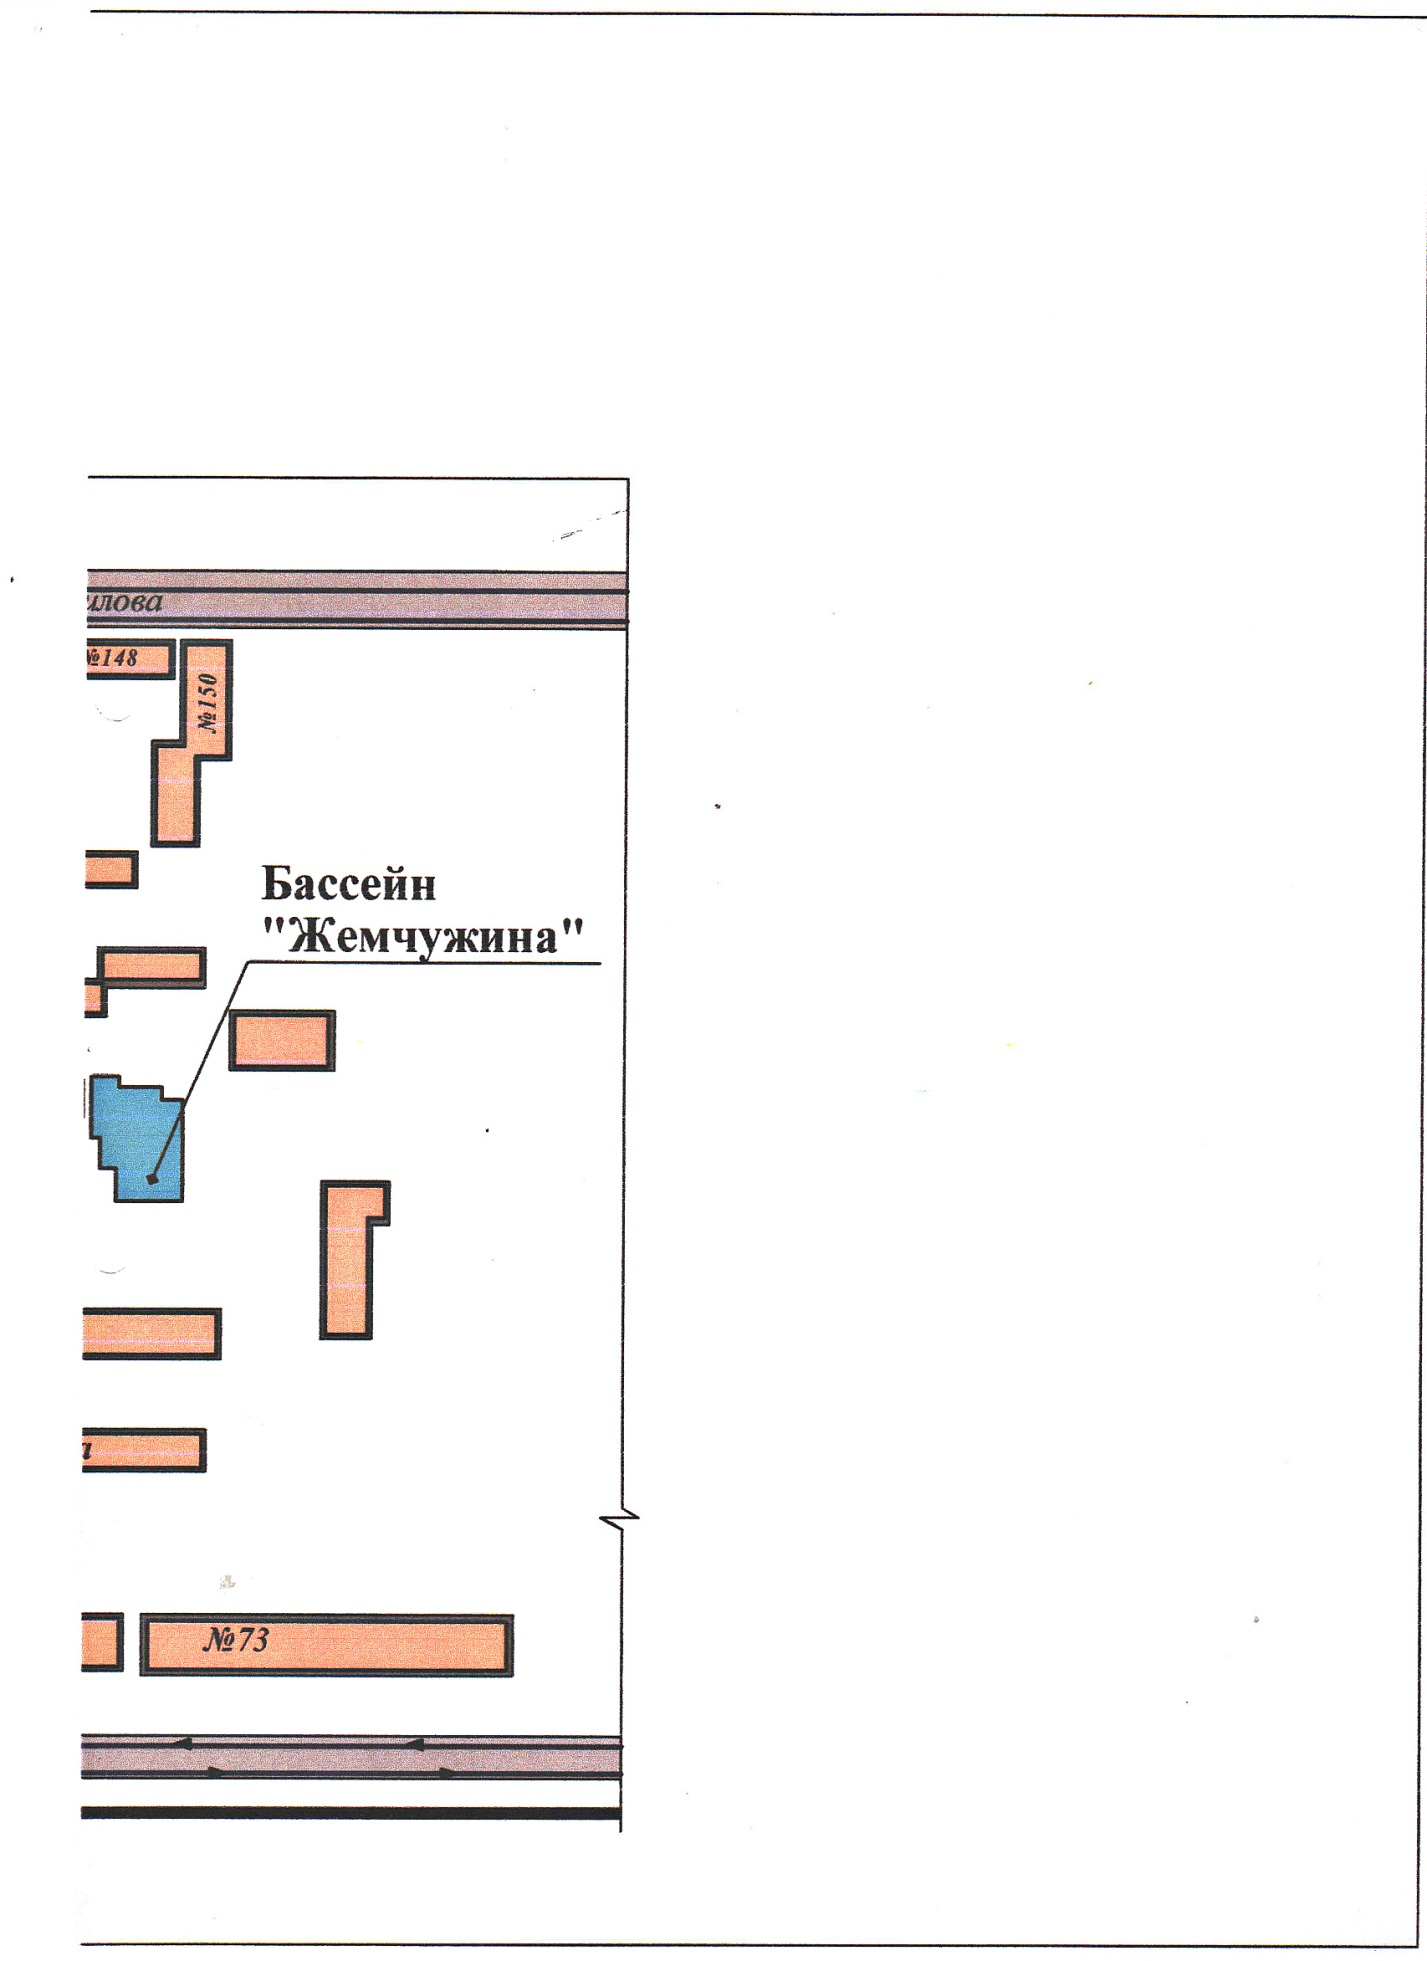 илова
№148
№150
Бассейн
"Жемчужина"
а
№73